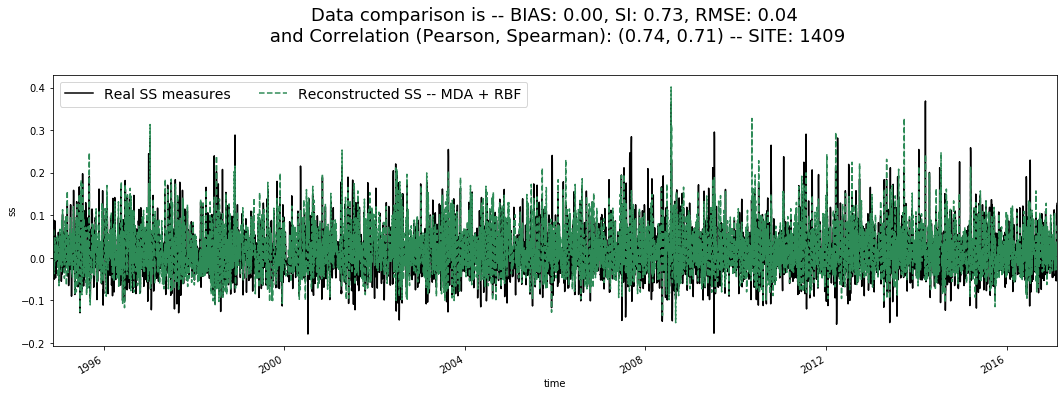 Data comparison is -- BIAS: 0.00, SI: 0.73, RMSE: 0.04
and Correlation (Pearson, Spearman): (0.74, 0.71) -- SITE: 1409
Real SS measures
Reconstructed SS -- MDA + RBF
0.4
0.3
0.2
0.1
0.0
−0.1
−0.2
ss
1996
2000
2004
2008
2012
2016
time